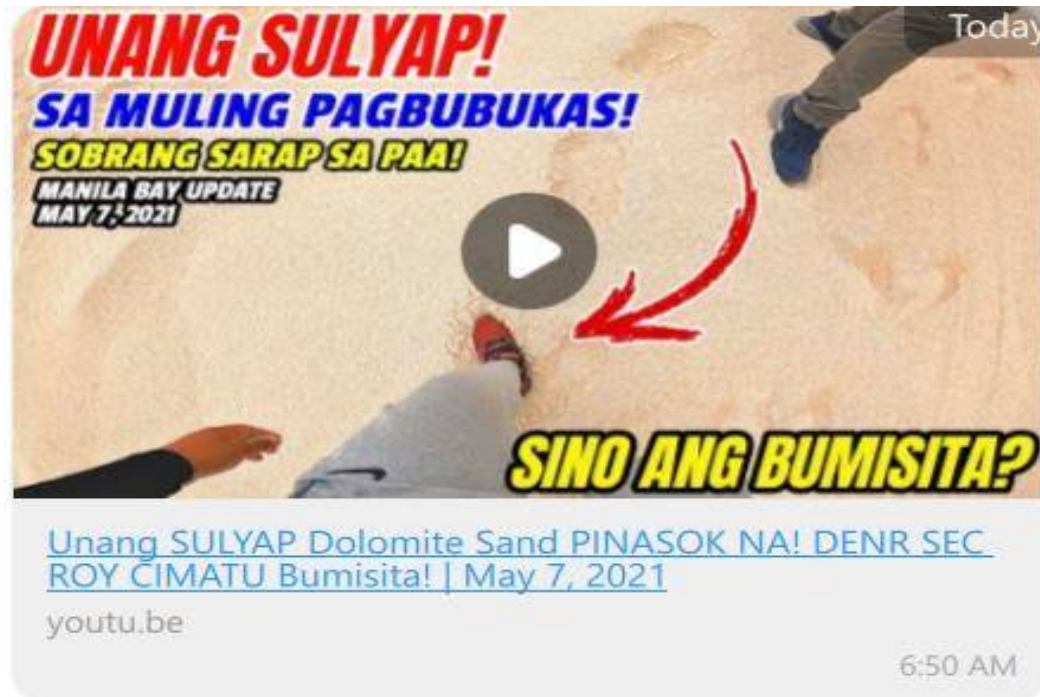 Today
UNANG SULYAP!
SA MULING PAGBUBUKAS!
SOBRANG SARAP SA PAA!
MANILA BAY UPDATE
MAY 7, 2021
SINO ANG BUMISITA?
Unang SULYAP Dolomite Sand PINASOK NA! DENR SEC
ROY CIMATU Bumisita! | May 7, 2021
youtu.be
6:50 AM